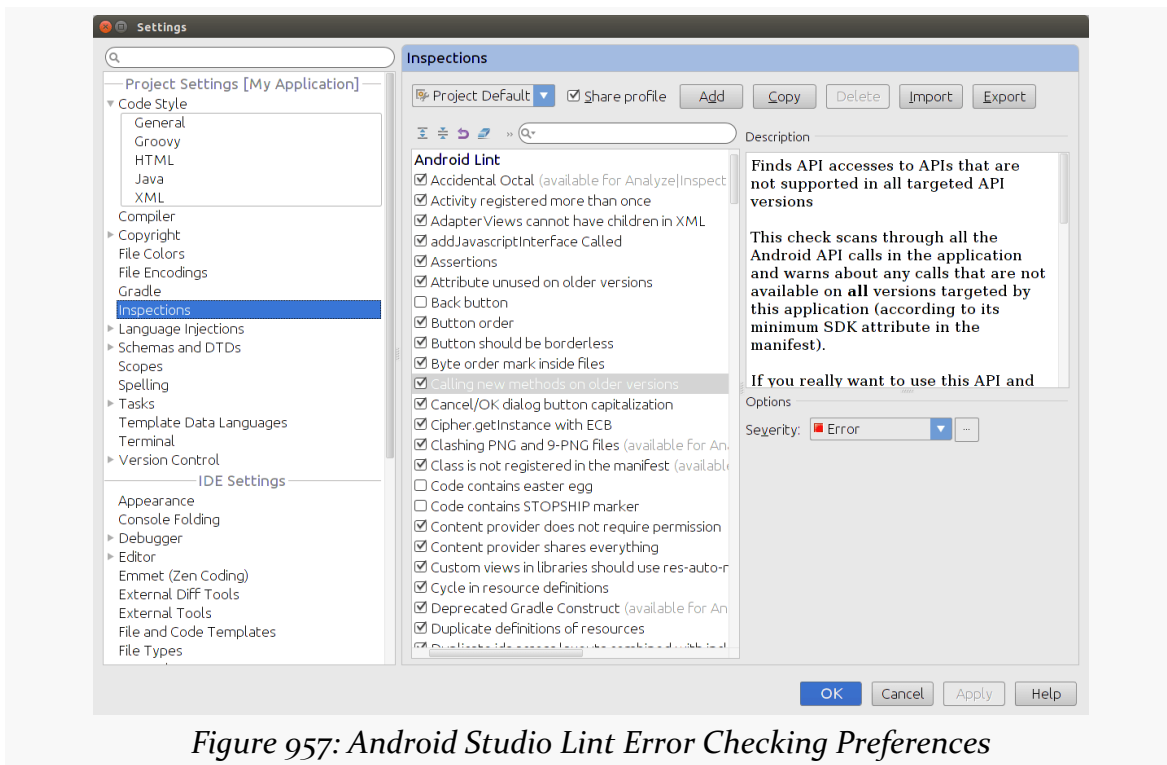 Settings
Project Settings [My Application]
Code Style
General
Groovy
HTML
Java
XML
Compiler
Copyright
File Colors
File Encodings
Gradle
Inspections
Language Injections
Schemas and DTDs
Scopes
Spelling
Tasks
Template Data Languages
Terminal
Version Control
IDE Settings
Appearance
Console Folding
Debugger
Editor
Emmet (Zen Coding)
External Diff Tools
External Tools
File and Code Templates
File Types
Inspections
Project Default
Share profile
Add
Copy
Delete
Import
Export
»
Android Lint
Accidental Octal (available for Analyze|Inspect
Activity registered more than once
AdapterViews cannot have children in XML
addJavascriptInterface Called
Assertions
Attribute unused on older versions
Back button
Button order
Button should be borderless
Byte order mark inside files
Calling new methods on older versions
Cancel/OK dialog button capitalization
Cipher.getInstance with ECB
Clashing PNG and 9-PNG files (available for An
Class is not registered in the manifest (availabl
Code contains easter egg
Code contains STOPSHIP marker
Content provider does not require permission
Content provider shares everything
Custom views in libraries should use res-auto-n
Cycle in resource definitions
Deprecated Gradle Construct (available for An
Duplicate definitions of resources
Duplicate ids across layouts combined with incl
Description
Finds API accesses to APIs that are
not supported in all targeted API
versions
This check scans through all the
Android API calls in the application
and warns about any calls that are not
available on all versions targeted by
this application (according to its
minimum SDK attribute in the
manifest).
If you really want to use this API and
Options
Severity:
Error
...
OK
Cancel
Apply
Help
Figure 957: Android Studio Lint Error Checking Preferences